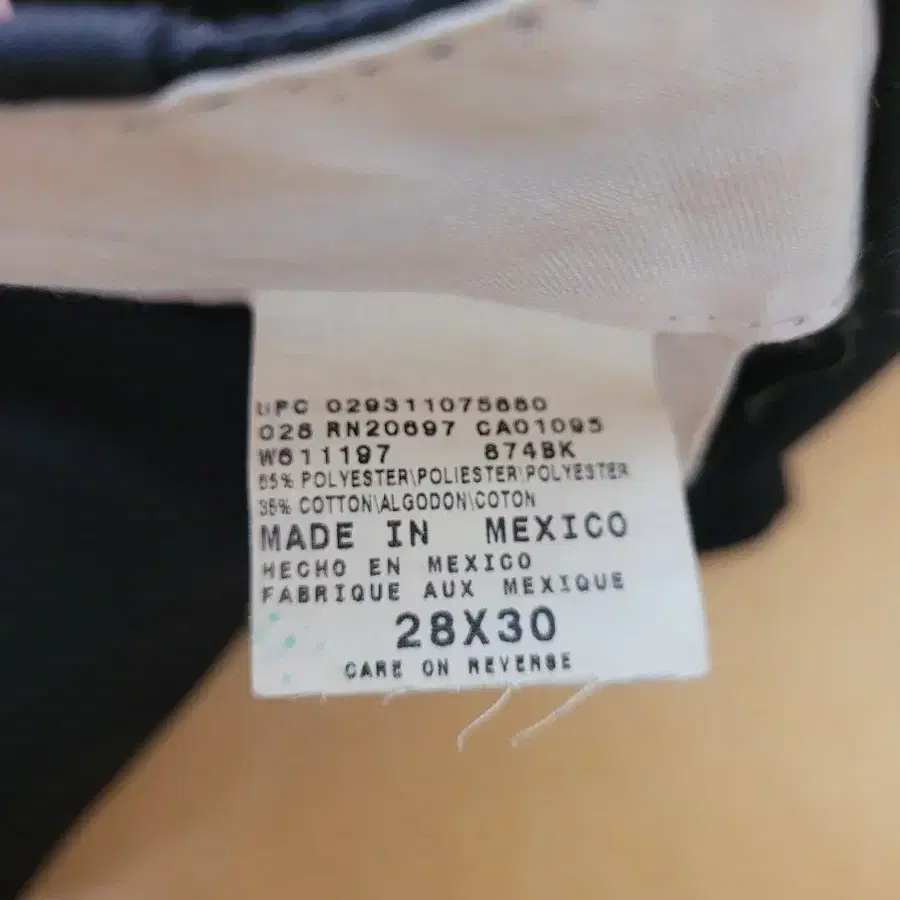 UPC 029311075880
028 RN20697 CA01095
W611197 874BK
65% POLYESTER\POLIESTER\POLYESTER
35% COTTON\ALGODON\COTON
MADE IN MEXICO
HECHO EN MEXICO
FABRIQUE AUX MEXIQUE
28X30
CARE ON REVERSE